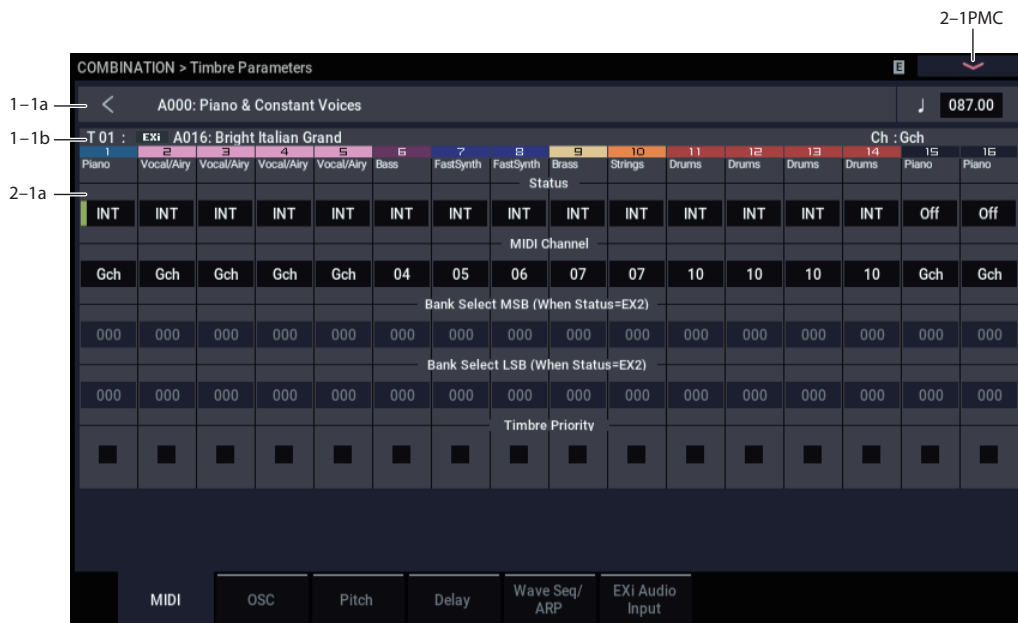 2–1PMC
COMBINATION > Timbre Parameters E
1–1a < A000: Piano & Constant Voices ♩ 087.00
1–1b T 01 : EXi A016: Bright Italian Grand Ch : Gch
1 2 3 4 5 6 7 8 9 10 11 12 13 14 15 16
Piano Vocal/Airy Vocal/Airy Vocal/Airy Vocal/Airy Bass FastSynth FastSynth Brass Strings Drums Drums Drums Drums Piano Piano
2–1a Status
INT INT INT INT INT INT INT INT INT INT INT INT INT INT Off Off
MIDI Channel
Gch Gch Gch Gch Gch 04 05 06 07 07 10 10 10 10 Gch Gch
Bank Select MSB (When Status=EX2)
000 000 000 000 000 000 000 000 000 000 000 000 000 000 000 000
Bank Select LSB (When Status=EX2)
000 000 000 000 000 000 000 000 000 000 000 000 000 000 000 000
Timbre Priority
MIDI OSC Pitch Delay Wave Seq/ EXi Audio
ARP Input